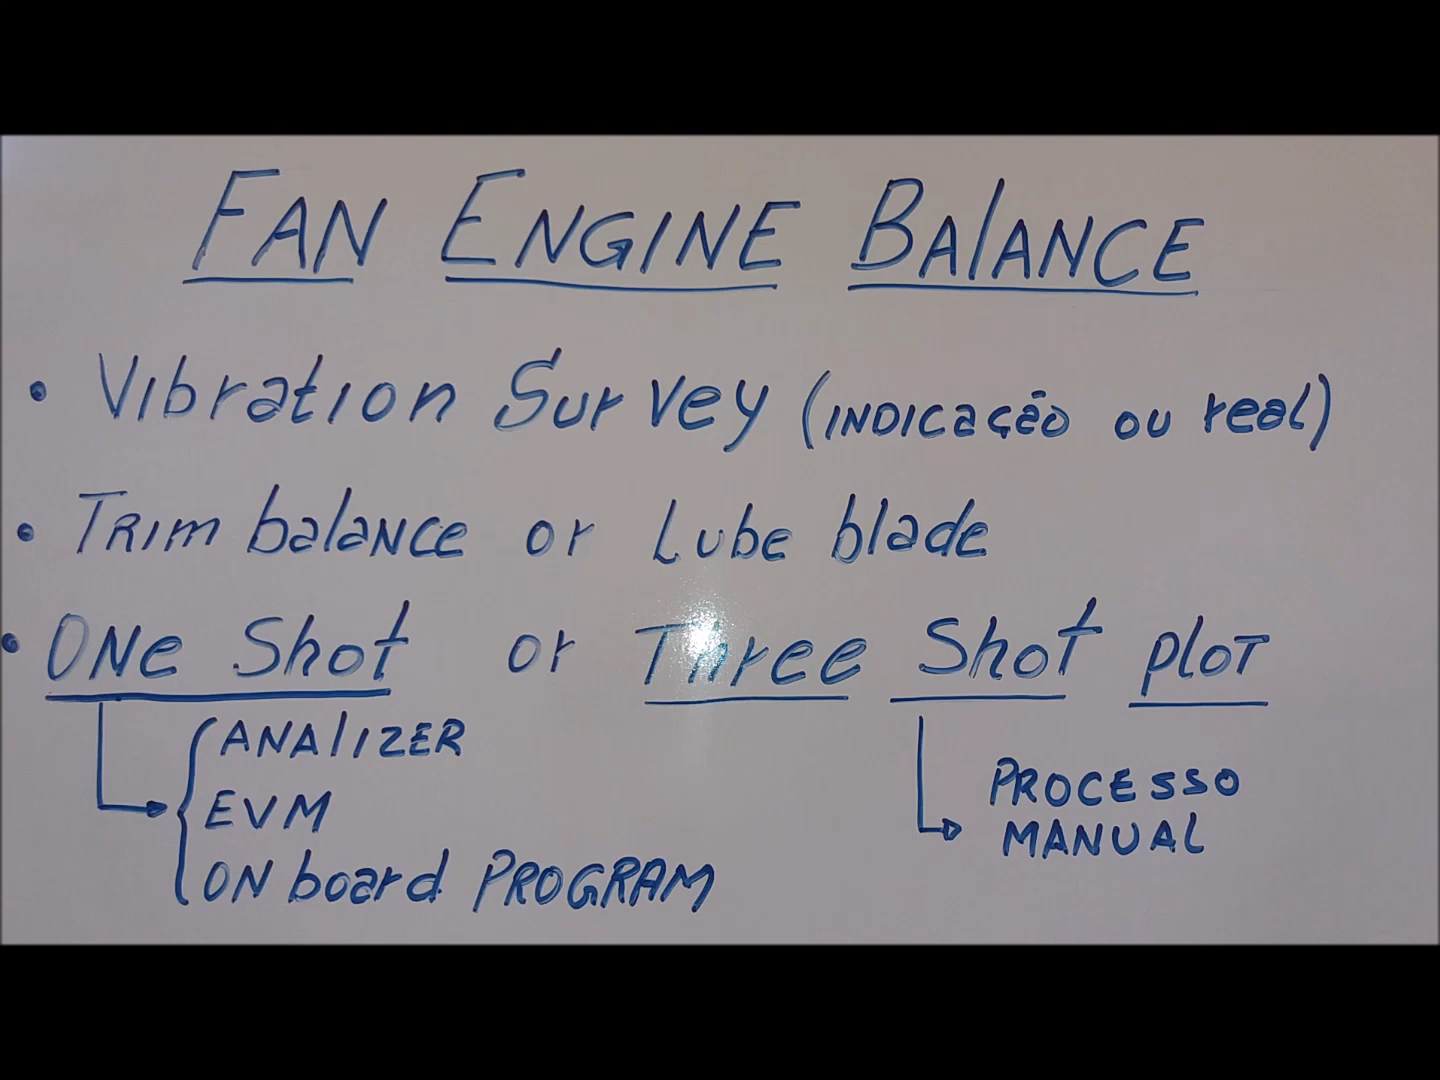 FAN ENGINE BALANCE
• Vibration Survey (INDICAÇÃO OU real)
• TRIM balance or Lube blade
• ONe Shot or Three Shot PLOT
ANALIZER
EVM
ON board PROGRAM
PROCESSO
MANUAL